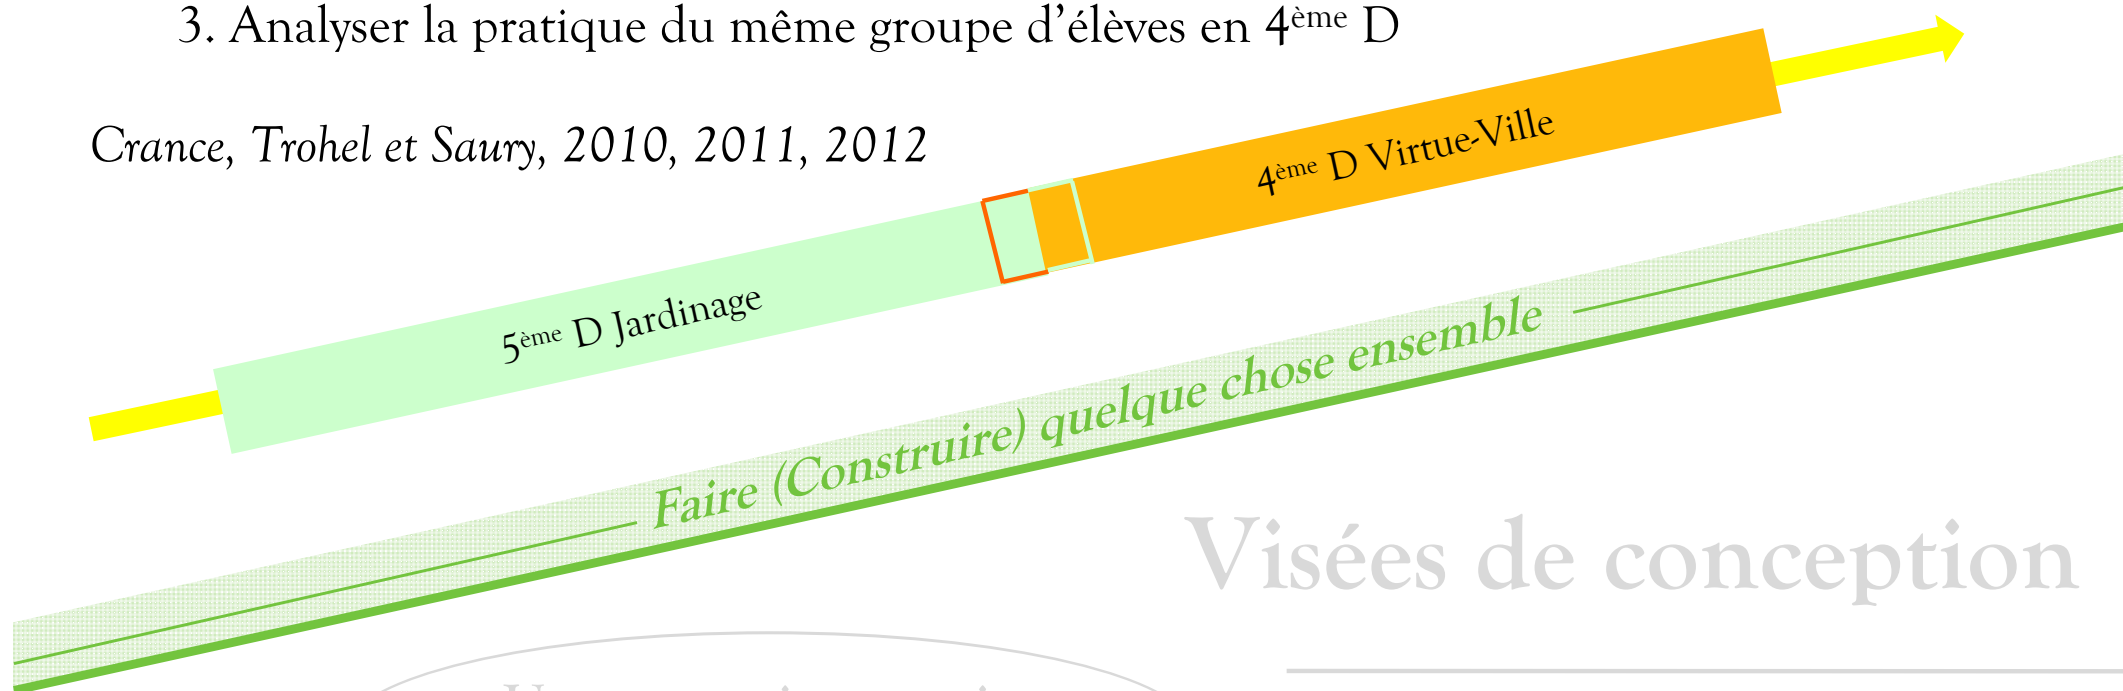 3. Analyser la pratique du même groupe d’élèves en 4ème D
Crance, Trohel et Saury, 2010, 2011, 2012
4ème D Virtue-Ville
5ème D Jardinage
Faire (Construire) quelque chose ensemble
Visées de conception